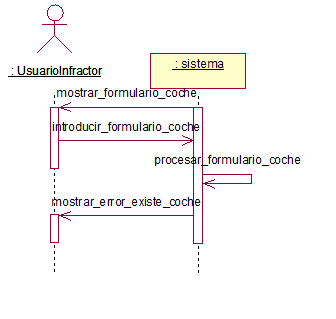 : UsuarioInfractor
: sistema
mostrar_formulario_coche
introducir_formulario_coche
procesar_formulario_coche
mostrar_error_existe_coche